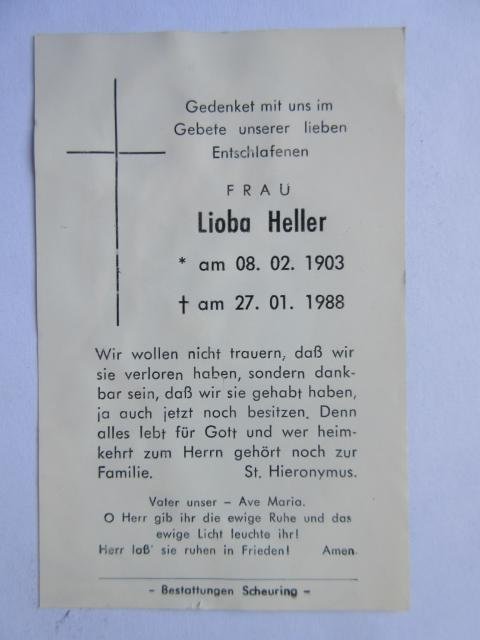 Gedenket mit uns im
Gebete unserer lieben
Entschlafenen
FRAU
Lioba Heller
* am 08. 02. 1903
† am 27. 01. 1988
Wir wollen nicht trauern, daß wir
sie verloren haben, sondern dank-
bar sein, daß wir sie gehabt haben,
ja auch jetzt noch besitzen. Denn
alles lebt für Gott und wer heim-
kehrt zum Herrn gehört noch zur
Familie. St. Hieronymus.
Vater unser – Ave Maria.
O Herr gib ihr die ewige Ruhe und das
ewige Licht leuchte ihr!
Herr laß' sie ruhen in Frieden! Amen.
– Bestattungen Scheuring –